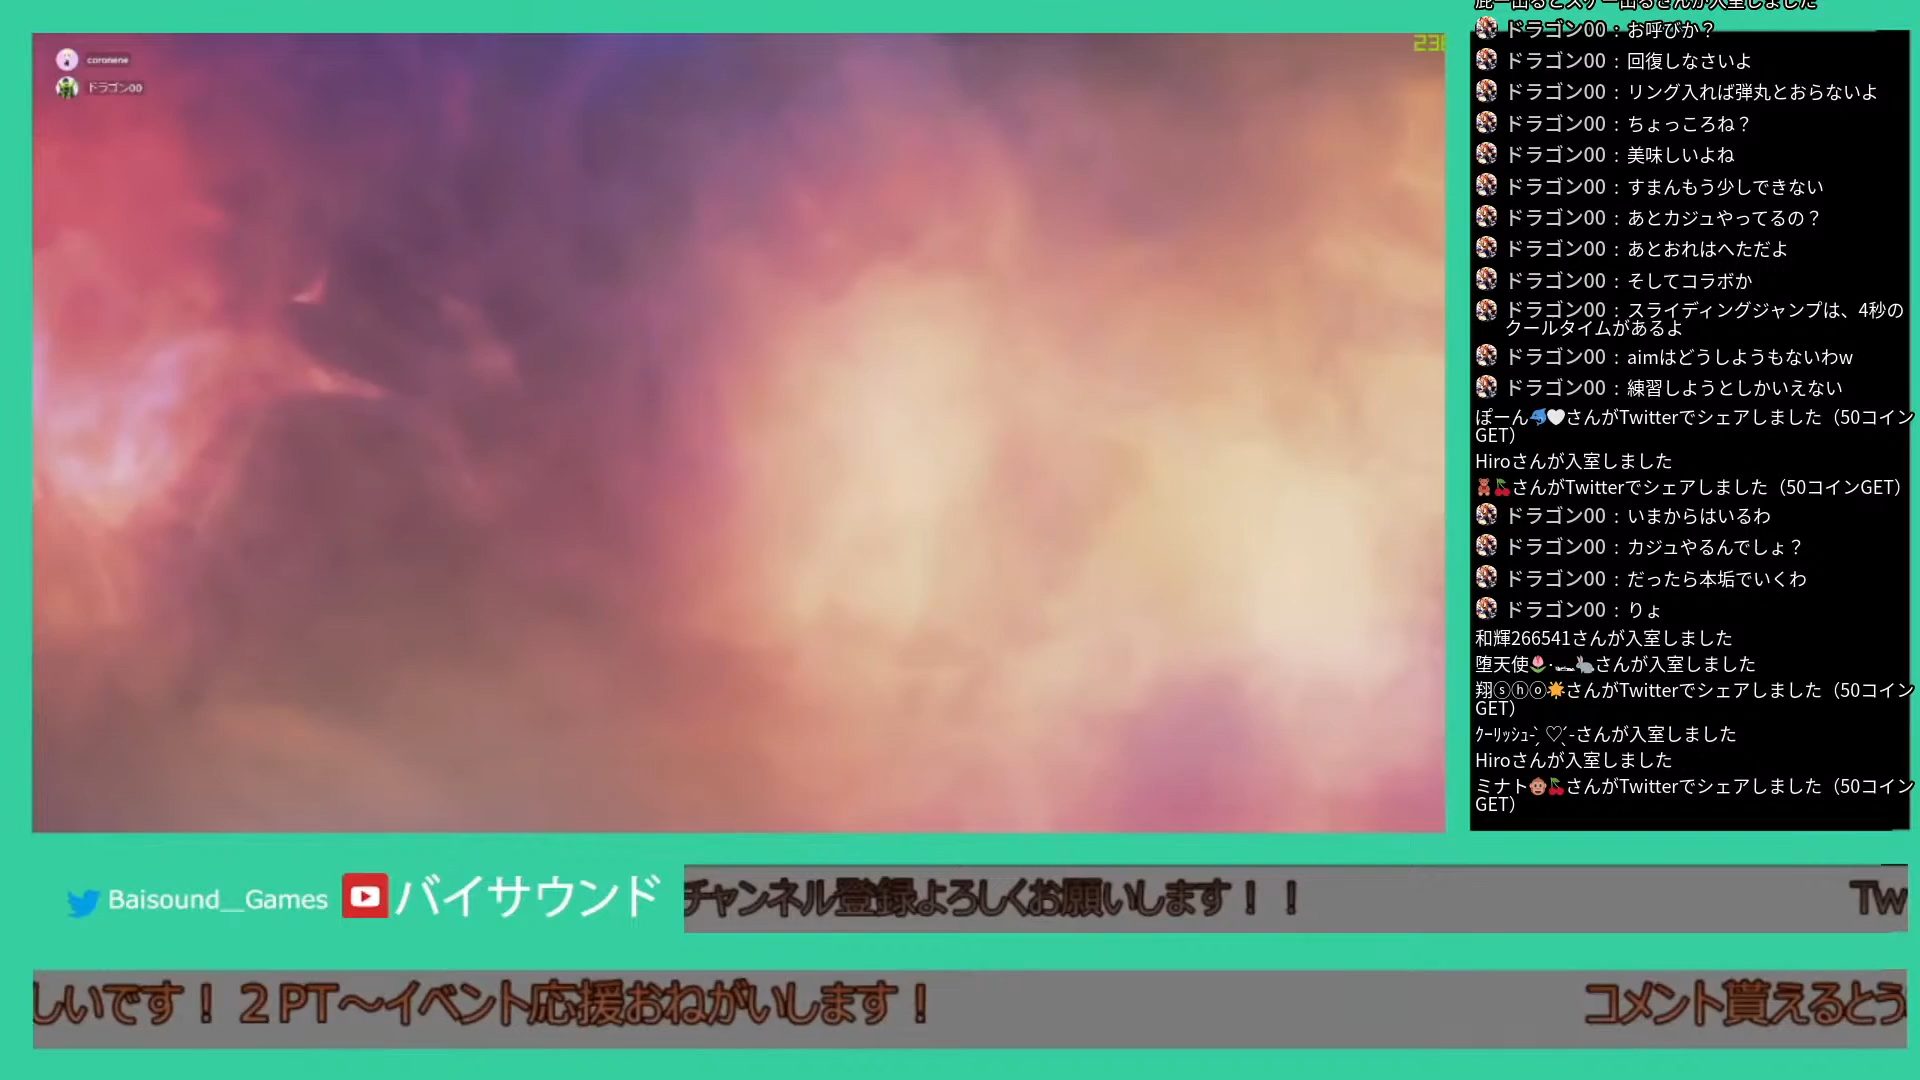 coronene
ドラゴン00
ドラゴン00：お呼びか？
ドラゴン00：回復しなさいよ
ドラゴン00：リング入れば弾丸とおらないよ
ドラゴン00：ちょっころね？
ドラゴン00：美味しいよね
ドラゴン00：すまんもう少しできない
ドラゴン00：あとカジュやってるの？
ドラゴン00：あとおれはへただよ
ドラゴン00：そしてコラボか
ドラゴン00：スライディングジャンプは、4秒の
クールタイムがあるよ
ドラゴン00：aimはどうしようもないわw
ドラゴン00：練習しようとしかいえない
ぽーん🐬🤍さんがTwitterでシェアしました（50コイン
GET）
Hiroさんが入室しました
🧸🍒さんがTwitterでシェアしました（50コインGET）
ドラゴン00：いまからはいるわ
ドラゴン00：カジュやるんでしょ？
ドラゴン00：だったら本垢でいくわ
ドラゴン00：りょ
和輝266541さんが入室しました
堕天使🌷·🐇さんが入室しました
翔ⓢⓗⓞ☀さんがTwitterでシェアしました（50コイン
GET）
ｸｰﾘｯｼｭ-̗̀ ♡ ̖́-さんが入室しました
Hiroさんが入室しました
ミナト🐵🍒さんがTwitterでシェアしました（50コイン
GET）
Baisound__Games バイサウンド
チャンネル登録よろしくお願いします！！ Tw
しいです！２PT～イベント応援おねがいします！ コメント貰えるとう